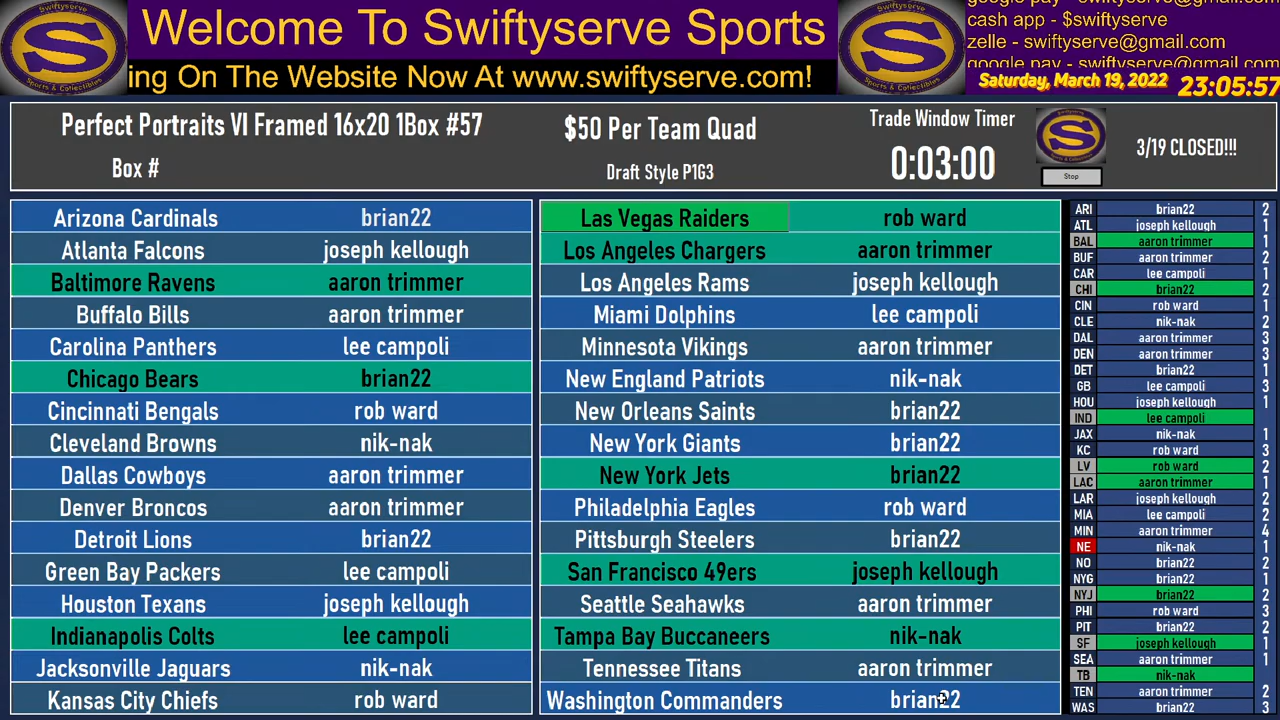 Welcome To Swiftyserve Sports
ing On The Website Now At www.swiftyserve.com!
google pay - swiftyserve@gmail.com
cash app - $swiftyserve
zelle - swiftyserve@gmail.com
google pay - swiftyserve@gmail.com
Saturday, March 19, 2022 23:05:57
Perfect Portraits VI Framed 16x20 1Box #57
Box #
$50 Per Team Quad
Draft Style P1G3
Trade Window Timer
0:03:00
Stop
3/19 CLOSED!!!
Arizona Cardinals brian22
Atlanta Falcons joseph kellough
Baltimore Ravens aaron trimmer
Buffalo Bills aaron trimmer
Carolina Panthers lee campoli
Chicago Bears brian22
Cincinnati Bengals rob ward
Cleveland Browns nik-nak
Dallas Cowboys aaron trimmer
Denver Broncos aaron trimmer
Detroit Lions brian22
Green Bay Packers lee campoli
Houston Texans joseph kellough
Indianapolis Colts lee campoli
Jacksonville Jaguars nik-nak
Kansas City Chiefs rob ward
Las Vegas Raiders rob ward
Los Angeles Chargers aaron trimmer
Los Angeles Rams joseph kellough
Miami Dolphins lee campoli
Minnesota Vikings aaron trimmer
New England Patriots nik-nak
New Orleans Saints brian22
New York Giants brian22
New York Jets brian22
Philadelphia Eagles rob ward
Pittsburgh Steelers brian22
San Francisco 49ers joseph kellough
Seattle Seahawks aaron trimmer
Tampa Bay Buccaneers nik-nak
Tennessee Titans aaron trimmer
Washington Commanders brian22
ARI brian22 2
ATL joseph kellough 1
BAL aaron trimmer 1
BUF aaron trimmer 2
CAR lee campoli 1
CHI brian22 2
CIN rob ward 1
CLE nik-nak 2
DAL aaron trimmer 3
DEN aaron trimmer 3
DET brian22 1
GB lee campoli 3
HOU joseph kellough 1
IND lee campoli
JAX nik-nak 1
KC rob ward 3
LV rob ward 2
LAC aaron trimmer 1
LAR joseph kellough 2
MIA lee campoli 2
MIN aaron trimmer 4
NE nik-nak 1
NO brian22 2
NYG brian22 1
NYJ brian22 2
PHI rob ward 3
PIT brian22 2
SF joseph kellough 1
SEA aaron trimmer 1
TB nik-nak
TEN aaron trimmer 2
WAS brian22 3